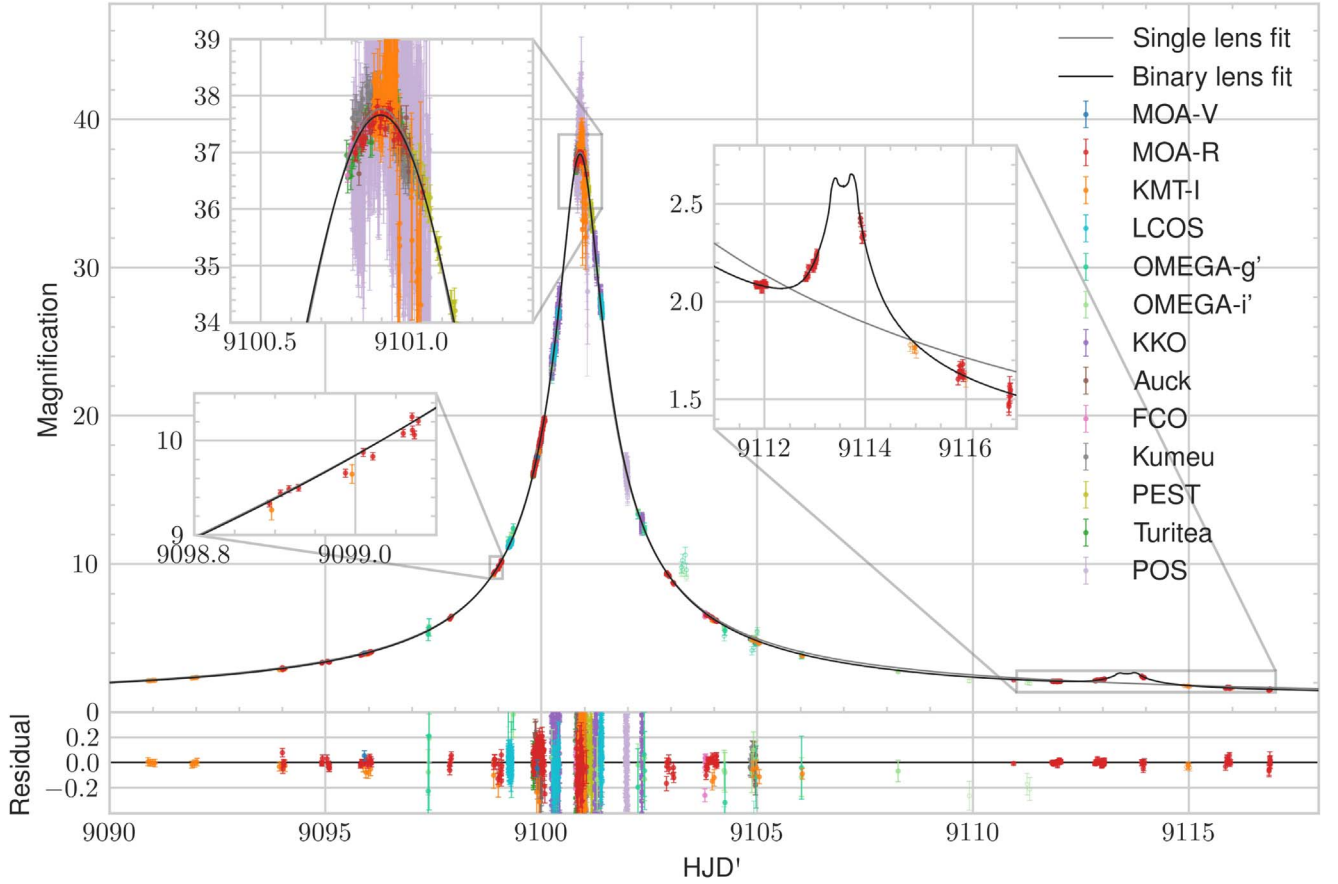 39
38
37
36
35
34
9100.5 9101.0
10
9
9098.8 9099.0
2.5
2.0
1.5
9112 9114 9116
Single lens fit
Binary lens fit
MOA-V
MOA-R
KMT-I
LCOS
OMEGA-g'
OMEGA-i'
KKO
Auck
FCO
Kumeu
PEST
Turitea
POS
Magnification
40
30
20
10
0
Residual
0.2
0.0
−0.2
9090 9095 9100 9105 9110 9115
HJD'